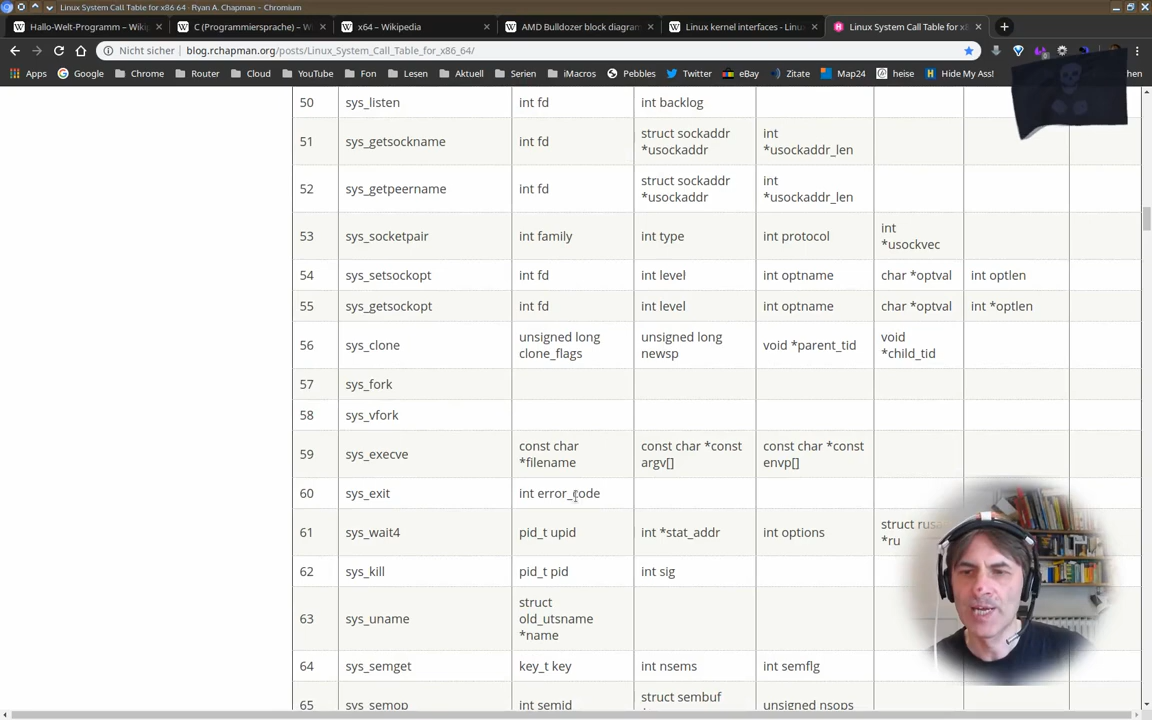 Linux System Call Table for x86 64 · Ryan A. Chapman - Chromium
Hallo-Welt-Programm – Wikip
C (Programmiersprache) – W
x64 – Wikipedia
AMD Bulldozer block diagram
Linux kernel interfaces - Linu
Linux System Call Table for x8
Nicht sicher
blog.rchapman.org/posts/Linux_System_Call_Table_for_x86_64/
Apps
Google
Chrome
Router
Cloud
YouTube
Fon
Lesen
Aktuell
Serien
iMacros
Pebbles
Twitter
eBay
Zitate
Map24
heise
Hide My Ass!
chen
50 sys_listen int fd int backlog
51 sys_getsockname int fd struct sockaddr *usockaddr int *usockaddr_len
52 sys_getpeername int fd struct sockaddr *usockaddr int *usockaddr_len
53 sys_socketpair int family int type int protocol int *usockvec
54 sys_setsockopt int fd int level int optname char *optval int optlen
55 sys_getsockopt int fd int level int optname char *optval int *optlen
56 sys_clone unsigned long clone_flags unsigned long newsp void *parent_tid void *child_tid
57 sys_fork
58 sys_vfork
59 sys_execve const char *filename const char *const argv[] const char *const envp[]
60 sys_exit int error_code
61 sys_wait4 pid_t upid int *stat_addr int options struct rusa *ru
62 sys_kill pid_t pid int sig
63 sys_uname struct old_utsname *name
64 sys_semget key_t key int nsems int semflg
65 sys_semop int semid struct sembuf unsigned nsops